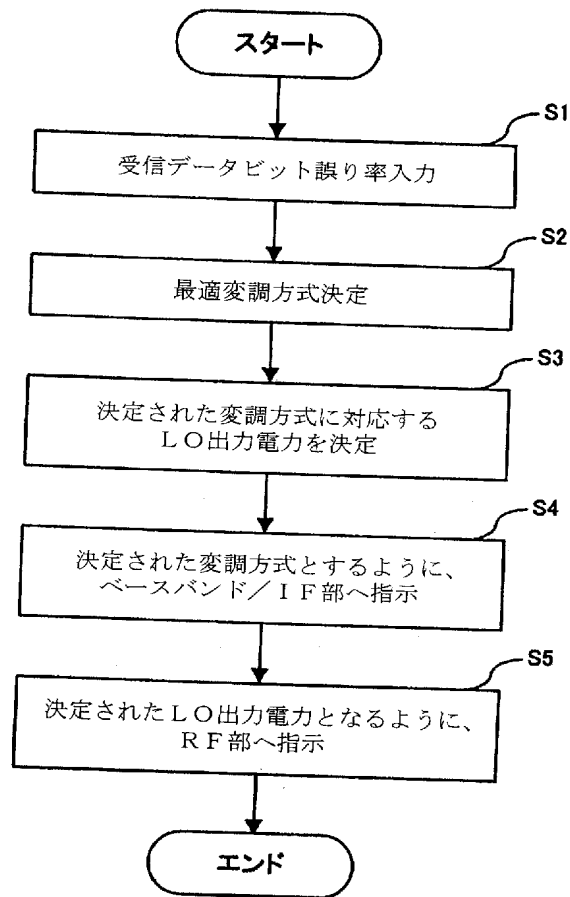 スタート
S1
受信データビット誤り率入力
S2
最適変調方式決定
S3
決定された変調方式に対応する
LO出力電力を決定
S4
決定された変調方式とするように、
ベースバンド/IF部へ指示
S5
決定されたLO出力電力となるように、
RF部へ指示
エンド